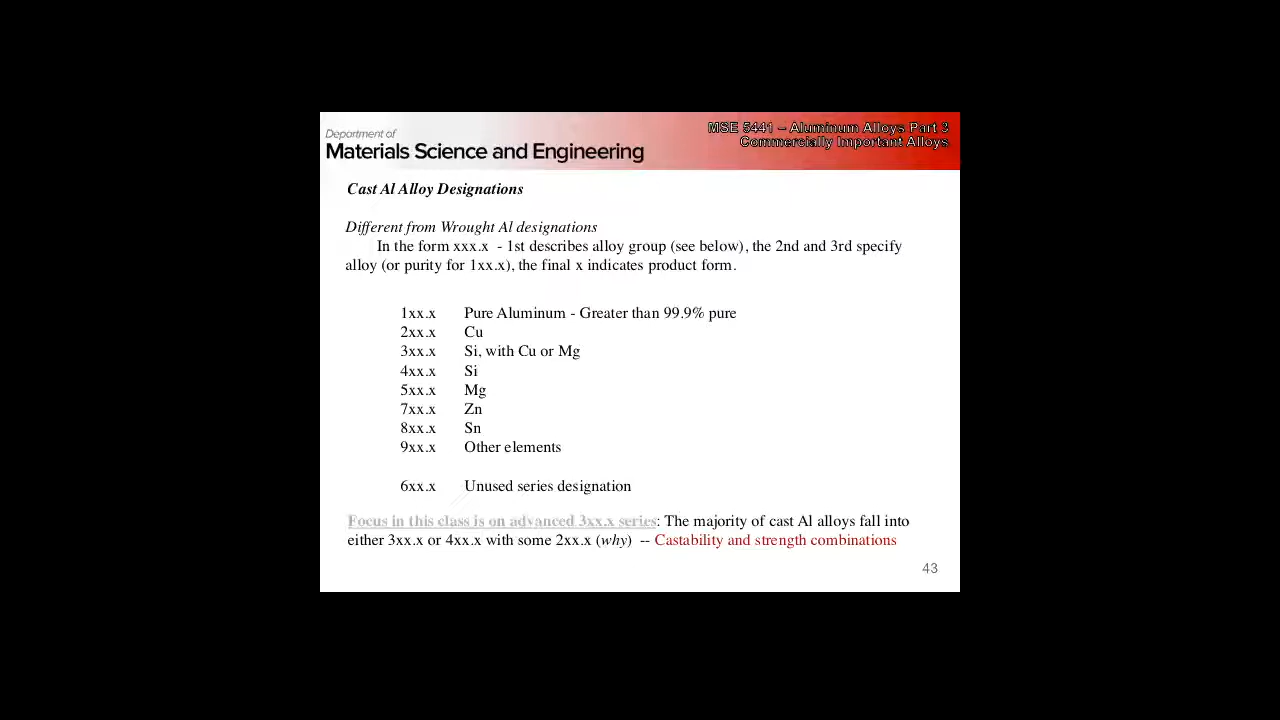 Department of
Materials Science and Engineering
MSE 5441 – Aluminum Alloys Part 3
Commercially Important Alloys
Cast Al Alloy Designations
Different from Wrought Al designations
In the form xxx.x - 1st describes alloy group (see below), the 2nd and 3rd specify
alloy (or purity for 1xx.x), the final x indicates product form.
1xx.x Pure Aluminum - Greater than 99.9% pure
2xx.x Cu
3xx.x Si, with Cu or Mg
4xx.x Si
5xx.x Mg
7xx.x Zn
8xx.x Sn
9xx.x Other elements
6xx.x Unused series designation
Focus in this class is on advanced 3xx.x series: The majority of cast Al alloys fall into
either 3xx.x or 4xx.x with some 2xx.x (why) -- Castability and strength combinations
43